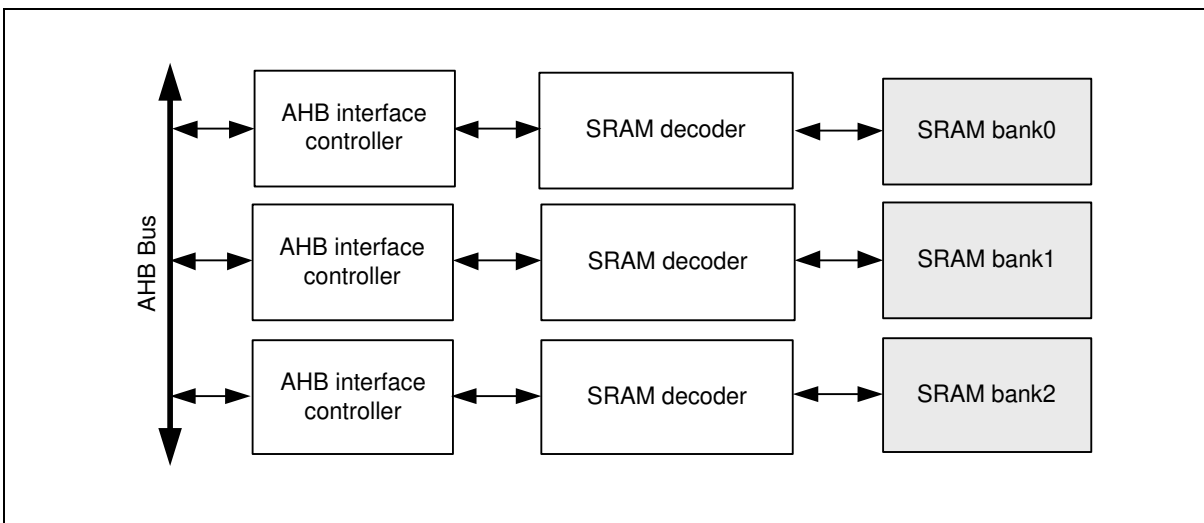 AHB Bus
AHB interface
controller
SRAM decoder
SRAM bank0
AHB interface
controller
SRAM decoder
SRAM bank1
AHB interface
controller
SRAM decoder
SRAM bank2